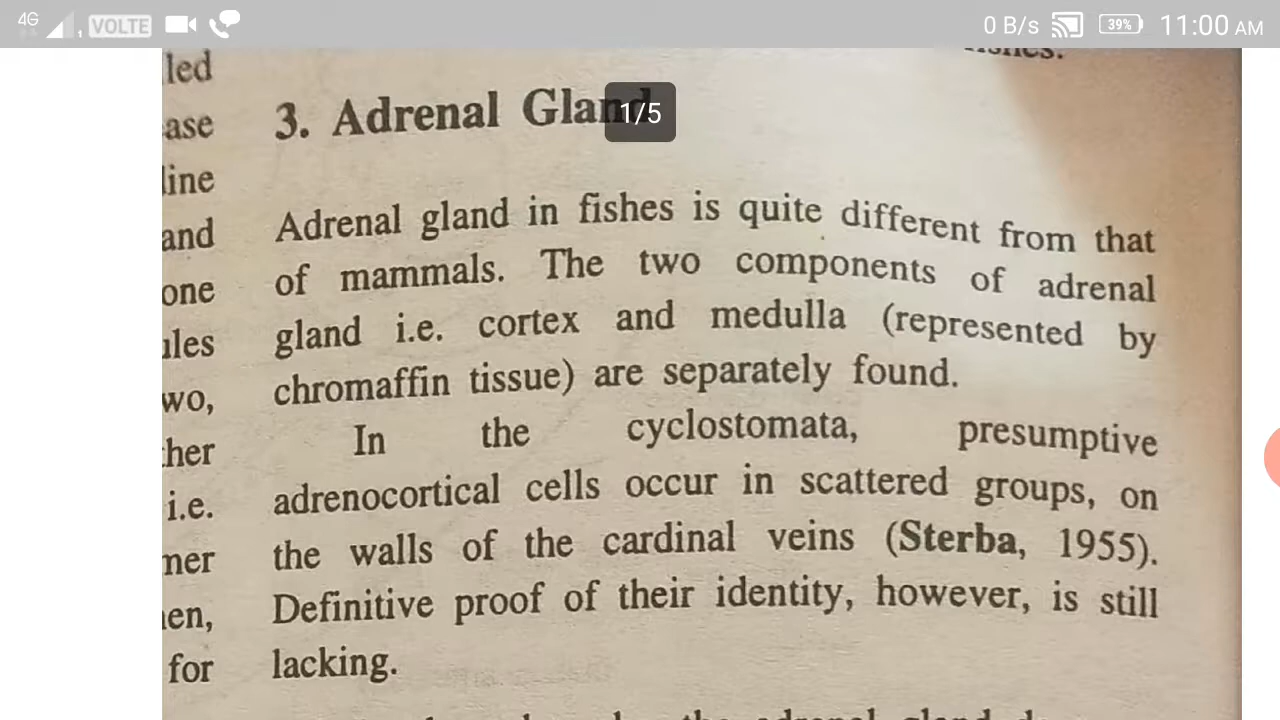 4G VOLTE 0 B/s 39% 11:00 AM
led
ase
line
and
one
ules
wo,
her
i.e.
mer
en,
for
3. Adrenal Gland
1/5
Adrenal gland in fishes is quite different from that
of mammals. The two components of adrenal
gland i.e. cortex and medulla (represented by
chromaffin tissue) are separately found.
In the cyclostomata, presumptive
adrenocortical cells occur in scattered groups, on
the walls of the cardinal veins (Sterba, 1955).
Definitive proof of their identity, however, is still
lacking.